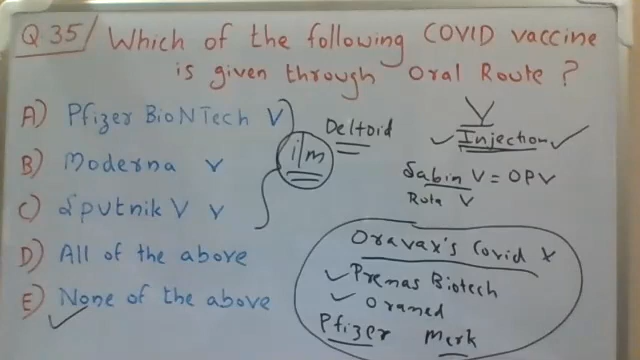 Q.35/ Which of the following COVID vaccine
is given through Oral Route ?
A) Pfizer BioNTech V
B) Moderna V
C) Sputnik V V
D) All of the above
E) None of the above
i/m
Deltoid
V
Injection
Sabin V = OPV
Rota V
Oravax's Covid
Premas Biotech
Oramed
Pfizer Merk